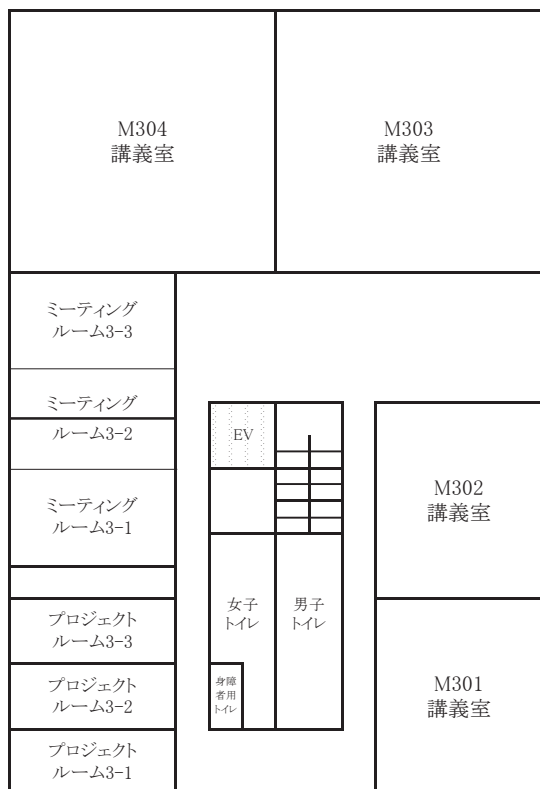 M304
講義室
M303
講義室
ミーティング
ルーム3-3
ミーティング
ルーム3-2
ミーティング
ルーム3-1
EV
M302
講義室
女子
トイレ
男子
トイレ
身障
者用
トイレ
プロジェクト
ルーム3-3
プロジェクト
ルーム3-2
プロジェクト
ルーム3-1
M301
講義室